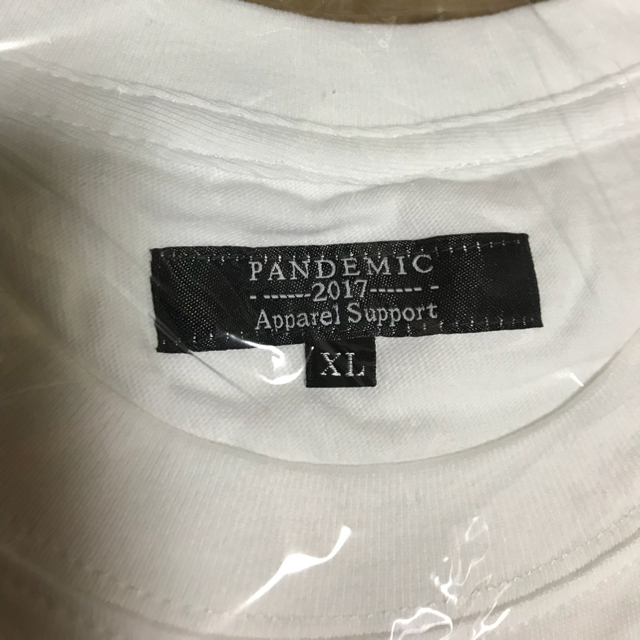 PANDEMIC
- ------2017------ -
Apparel Support
XL